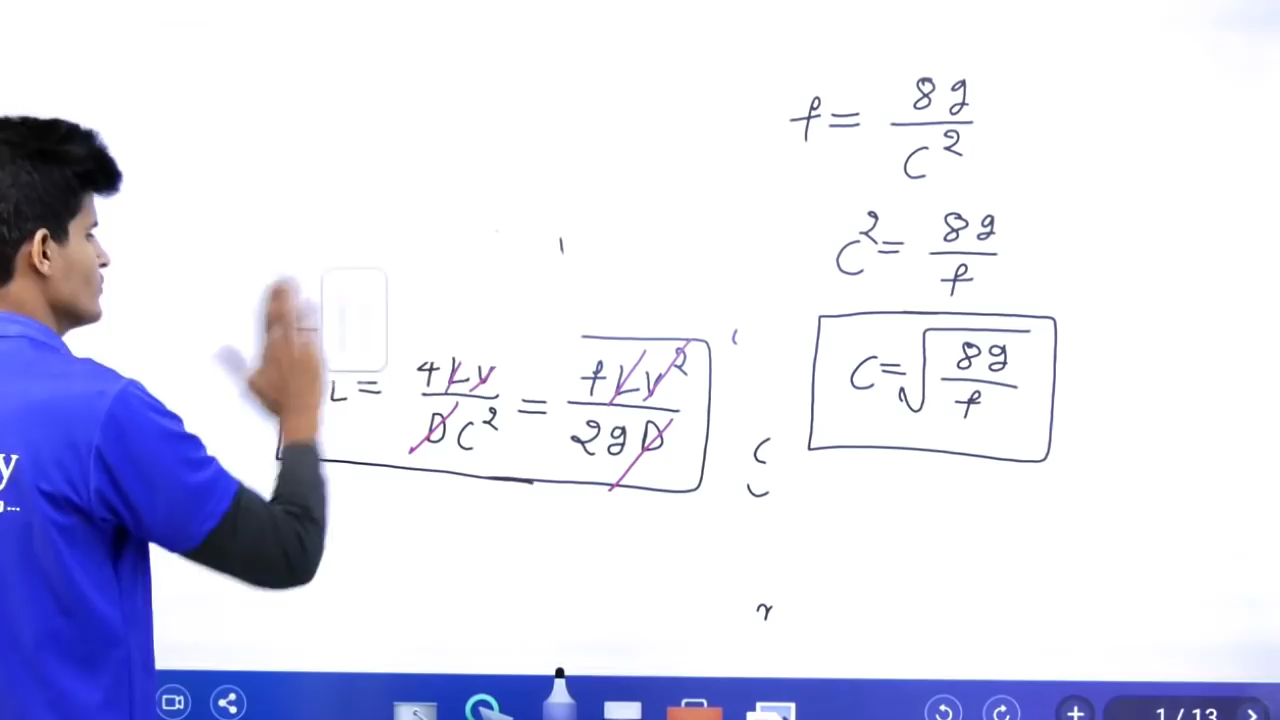 f = 8g / C²
C² = 8g / f
C = √(8g / f)
L = 4Lv / DC² = fLv² / 2gD
y
1 / 13